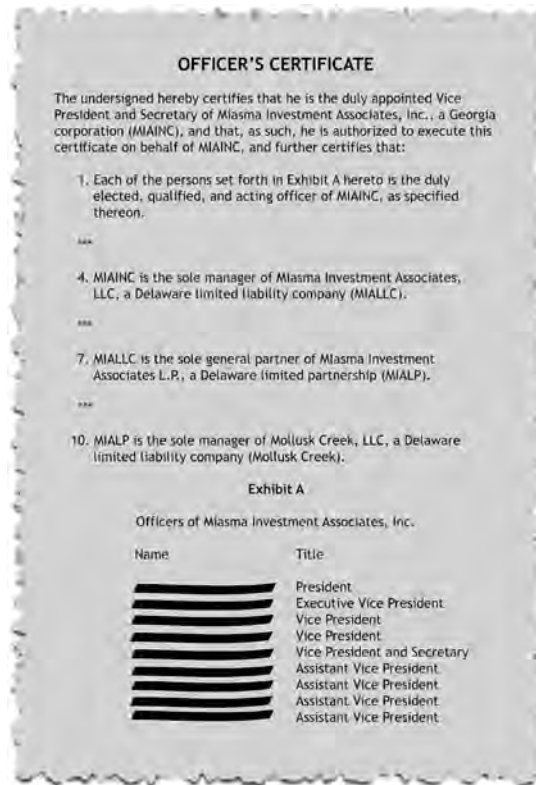 OFFICER'S CERTIFICATE
The undersigned hereby certifies that he is the duly appointed Vice
President and Secretary of Miasma Investment Associates, Inc., a Georgia
corporation (MIAINC), and that, as such, he is authorized to execute this
certificate on behalf of MIAINC, and further certifies that:
1. Each of the persons set forth in Exhibit A hereto is the duly
elected, qualified, and acting officer of MIAINC, as specified
thereon.
***
4. MIAINC is the sole manager of Miasma Investment Associates,
LLC, a Delaware limited liability company (MIALLC).
***
7. MIALLC is the sole general partner of Miasma Investment
Associates L.P., a Delaware limited partnership (MIALP).
***
10. MIALP is the sole manager of Mollusk Creek, LLC, a Delaware
limited liability company (Mollusk Creek).
Exhibit A
Officers of Miasma Investment Associates, Inc.
Name Title
President
Executive Vice President
Vice President
Vice President
Vice President and Secretary
Assistant Vice President
Assistant Vice President
Assistant Vice President
Assistant Vice President